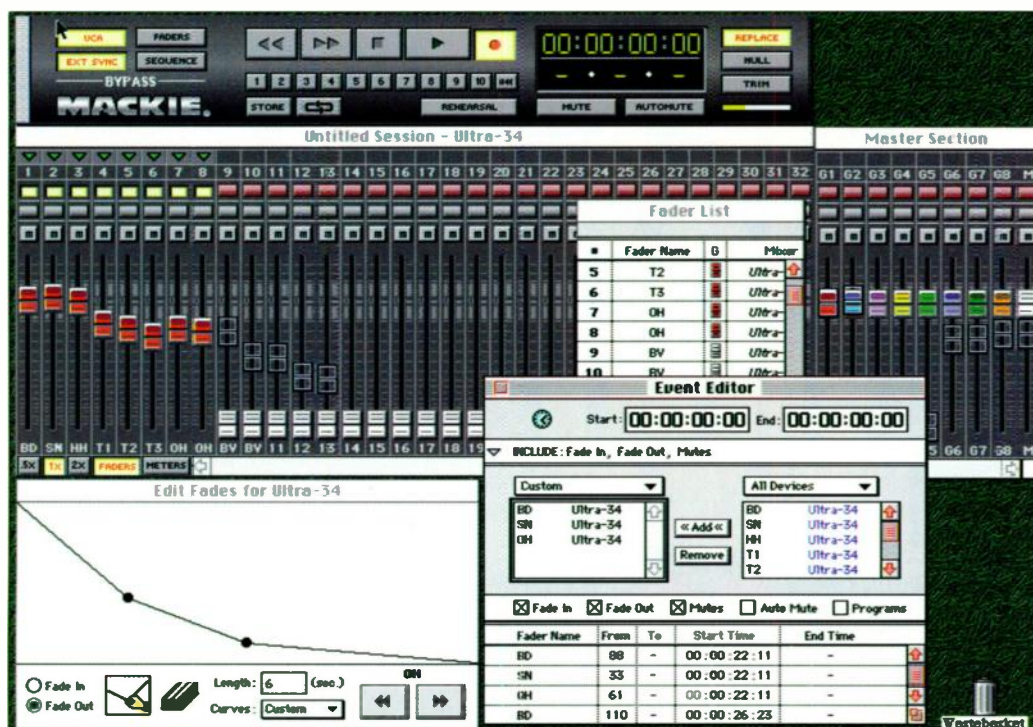 VCA
FADERS
EXT SYNC
SEQUENCE
BYPASS
MACKIE.
1 2 3 4 5 6 7 8 9 10
STORE
REHEARSAL
00:00:00:00
MUTE
AUTOMUTE
REPLACE
NULL
TRIM
Untitled Session - Ultra-34
1 2 3 4 5 6 7 8 9 10 11 12 13 14 15 16 17 18 19 20 21 22 23 24 25 26 27 28 29 30 31 32
BD SN HH T1 T2 T3 OH OH BV BV 11 12 13 14 15 16 17 18
1X 2X FADERS METERS
Master Section
G1 G2 G3 G4 G5 G6 G7 G8 M
G5 G6 G7 G8 M
Fader List
Fader Name G Mixer
5 T2 Ultra-
6 T3 Ultra-
7 OH Ultra-
8 OH Ultra-
9 BV Ultra-
10 BV Ultra-
Event Editor
Start: 00:00:00:00 End: 00:00:00:00
INCLUDE: Fade In, Fade Out, Mutes
Custom
BD Ultra-34
SN Ultra-34
OH Ultra-34
« Add «
Remove
All Devices
BD Ultra-34
SN Ultra-34
HH Ultra-34
T1 Ultra-34
T2 Ultra-34
Fade In Fade Out Mutes Auto Mute Programs
Fader Name From To Start Time End Time
BD 88 - 00:00:22:11 -
SN 33 - 00:00:22:11 -
OH 61 - 00:00:22:11 -
BD 110 - 00:00:26:23 -
Edit Fades for Ultra-34
Fade In
Fade Out
Length: 6 (sec.)
Curves: Custom
OH